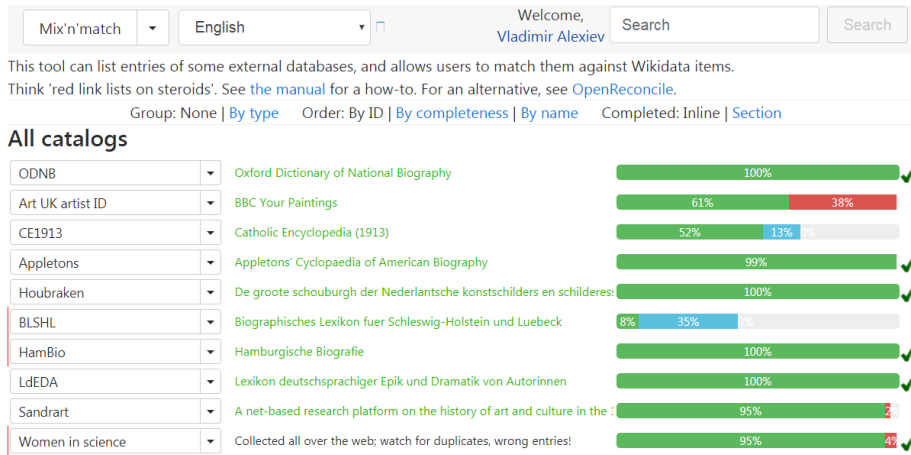 Mix'n'match English Welcome, Vladimir Alexiev Search Search
This tool can list entries of some external databases, and allows users to match them against Wikidata items.
Think 'red link lists on steroids'. See the manual for a how-to. For an alternative, see OpenReconcile.
Group: None | By type Order: By ID | By completeness | By name Completed: Inline | Section
All catalogs
ODNB Oxford Dictionary of National Biography 100%
Art UK artist ID BBC Your Paintings 61% 38%
CE1913 Catholic Encyclopedia (1913) 52% 13% 0%
Appletons Appletons' Cyclopaedia of American Biography 99%
Houbraken De groote schouburgh der Nederlantsche konstschilders en schilderess 100%
BLSHL Biographisches Lexikon fuer Schleswig-Holstein und Luebeck 8% 35% 0%
HamBio Hamburgische Biografie 100%
LdEDA Lexikon deutschsprachiger Epik und Dramatik von Autorinnen 100%
Sandrart A net-based research platform on the history of art and culture in the 95% 2%
Women in science Collected all over the web; watch for duplicates, wrong entries! 95% 4%